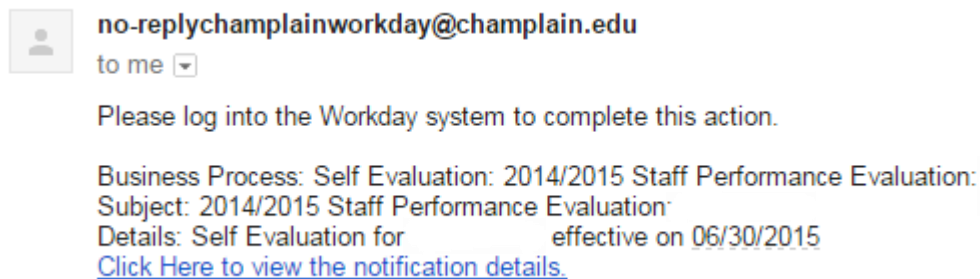 no-replychamplainworkday@champlain.edu
to me
Please log into the Workday system to complete this action.
Business Process: Self Evaluation: 2014/2015 Staff Performance Evaluation:
Subject: 2014/2015 Staff Performance Evaluation
Details: Self Evaluation for effective on 06/30/2015
Click Here to view the notification details.